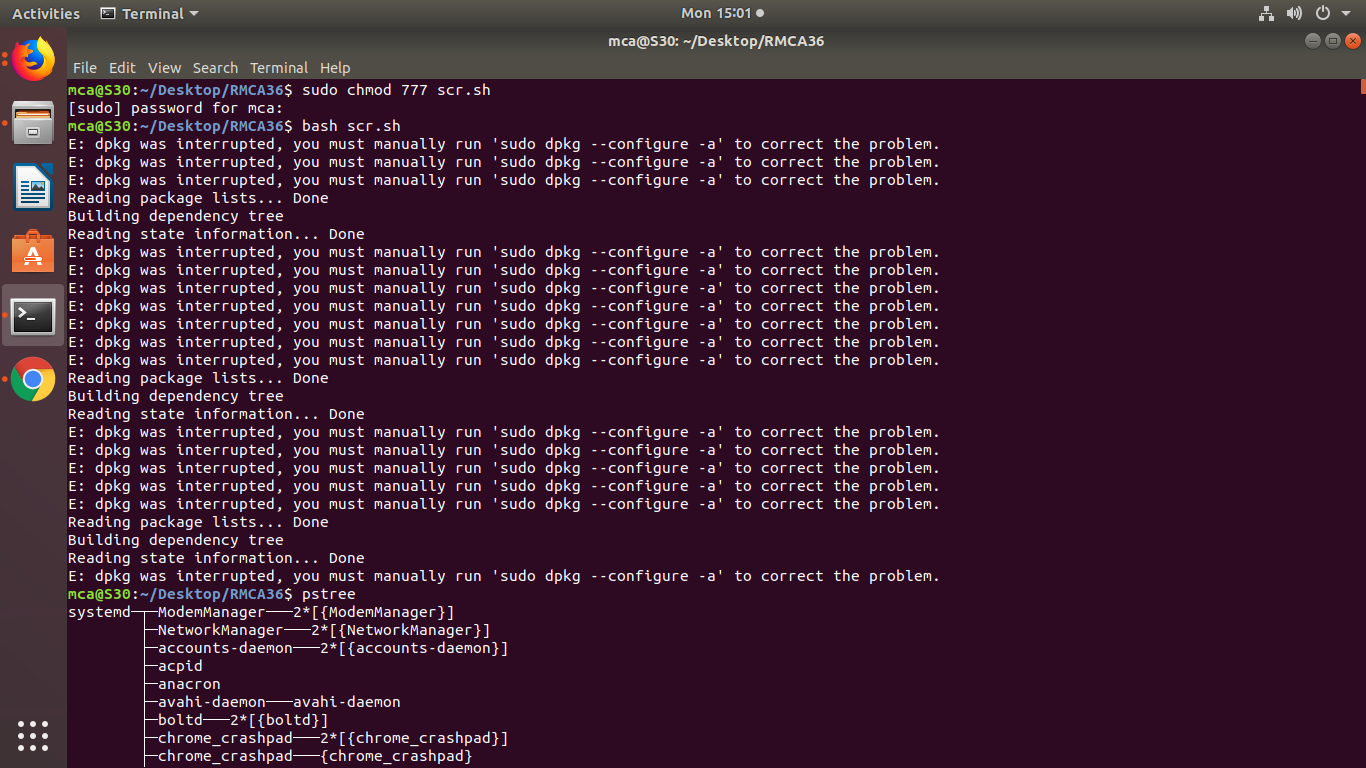 Activities Terminal Mon 15:01
mca@S30: ~/Desktop/RMCA36
File Edit View Search Terminal Help
mca@S30:~/Desktop/RMCA36$ sudo chmod 777 scr.sh
[sudo] password for mca:
mca@S30:~/Desktop/RMCA36$ bash scr.sh
E: dpkg was interrupted, you must manually run 'sudo dpkg --configure -a' to correct the problem.
E: dpkg was interrupted, you must manually run 'sudo dpkg --configure -a' to correct the problem.
E: dpkg was interrupted, you must manually run 'sudo dpkg --configure -a' to correct the problem.
Reading package lists... Done
Building dependency tree
Reading state information... Done
E: dpkg was interrupted, you must manually run 'sudo dpkg --configure -a' to correct the problem.
E: dpkg was interrupted, you must manually run 'sudo dpkg --configure -a' to correct the problem.
E: dpkg was interrupted, you must manually run 'sudo dpkg --configure -a' to correct the problem.
E: dpkg was interrupted, you must manually run 'sudo dpkg --configure -a' to correct the problem.
E: dpkg was interrupted, you must manually run 'sudo dpkg --configure -a' to correct the problem.
E: dpkg was interrupted, you must manually run 'sudo dpkg --configure -a' to correct the problem.
E: dpkg was interrupted, you must manually run 'sudo dpkg --configure -a' to correct the problem.
Reading package lists... Done
Building dependency tree
Reading state information... Done
E: dpkg was interrupted, you must manually run 'sudo dpkg --configure -a' to correct the problem.
E: dpkg was interrupted, you must manually run 'sudo dpkg --configure -a' to correct the problem.
E: dpkg was interrupted, you must manually run 'sudo dpkg --configure -a' to correct the problem.
E: dpkg was interrupted, you must manually run 'sudo dpkg --configure -a' to correct the problem.
E: dpkg was interrupted, you must manually run 'sudo dpkg --configure -a' to correct the problem.
Reading package lists... Done
Building dependency tree
Reading state information... Done
E: dpkg was interrupted, you must manually run 'sudo dpkg --configure -a' to correct the problem.
mca@S30:~/Desktop/RMCA36$ pstree
systemd─┬─ModemManager───2*[{ModemManager}]
├─NetworkManager───2*[{NetworkManager}]
├─accounts-daemon───2*[{accounts-daemon}]
├─acpid
├─anacron
├─avahi-daemon───avahi-daemon
├─boltd───2*[{boltd}]
├─chrome_crashpad───2*[{chrome_crashpad}]
├─chrome_crashpad───{chrome_crashpad}